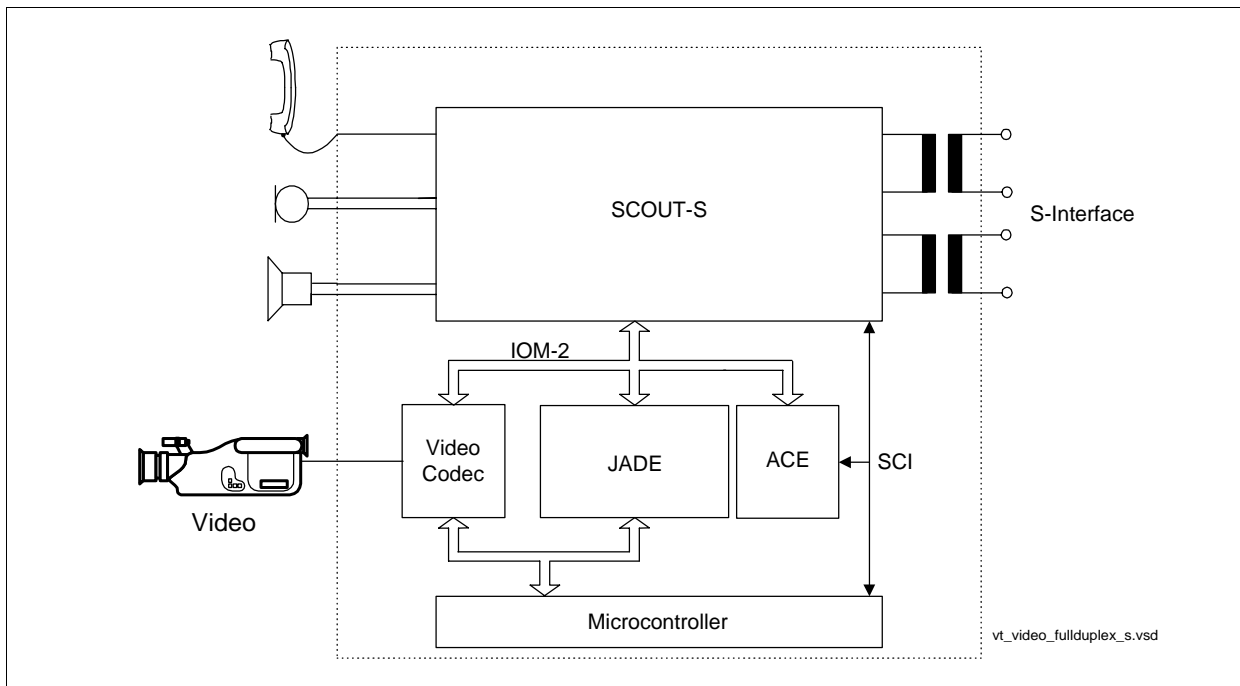 SCOUT-S
S-Interface
IOM-2
Video
Codec
JADE
ACE
SCI
Video
Microcontroller
vt_video_fullduplex_s.vsd